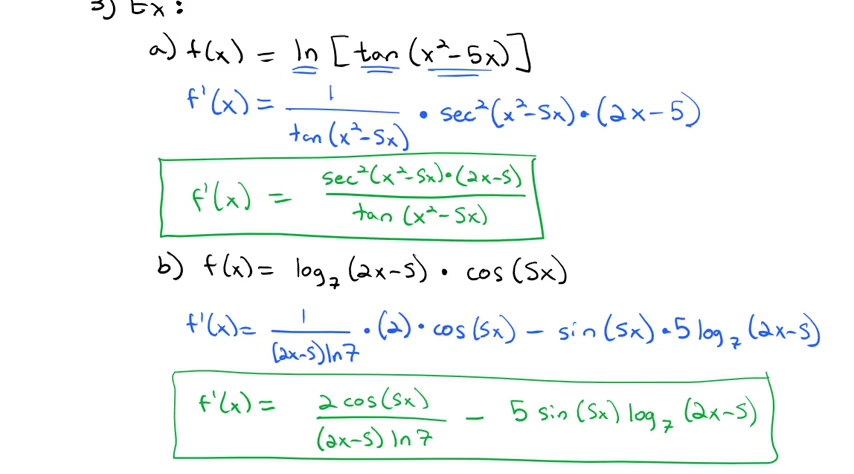 3) Ex:
a) f(x) = ln [tan (x²-5x)]
f'(x) = 1/(tan (x²-5x)) • sec²(x²-5x) • (2x-5)
f'(x) = (sec²(x²-5x)•(2x-5))/(tan (x²-5x))
b) f(x) = log₇ (2x-5) • cos(5x)
f'(x) = 1/((2x-5) ln 7) • (2) • cos(5x) - sin(5x) • 5 log₇ (2x-5)
f'(x) = (2 cos(5x))/((2x-5) ln 7) - 5 sin(5x) log₇ (2x-5)